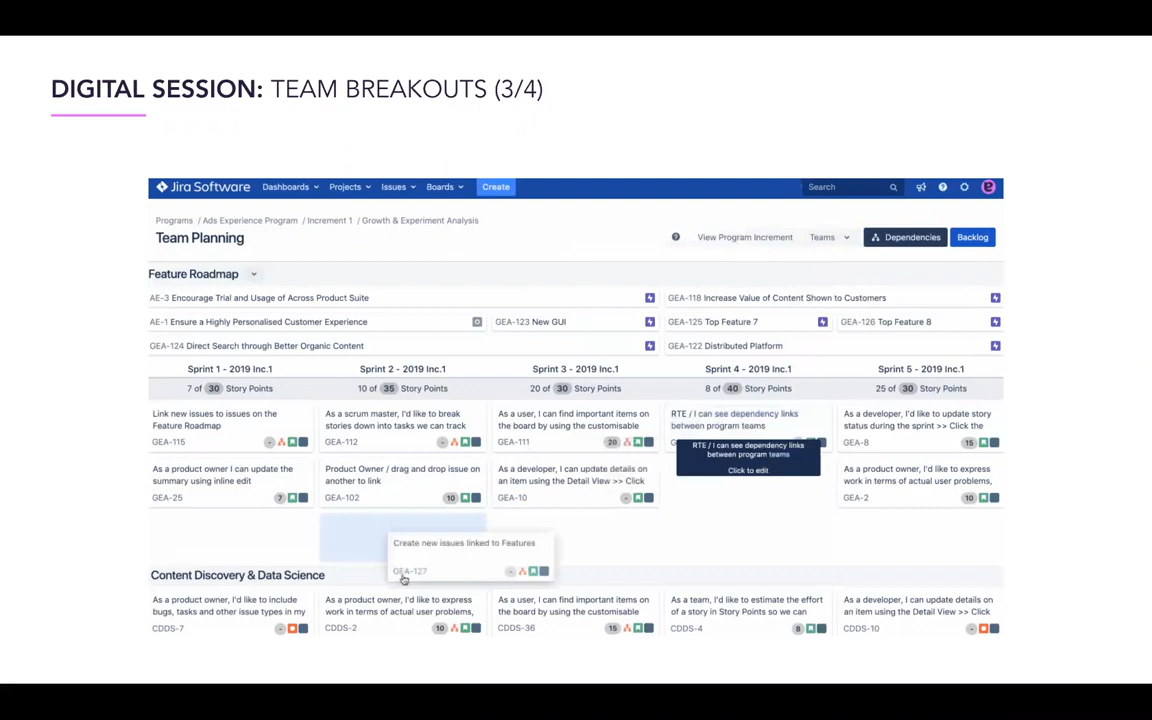 DIGITAL SESSION: TEAM BREAKOUTS (3/4)
Jira Software Dashboards Projects Issues Boards Create Search
Programs / Ads Experience Program / Increment 1 / Growth & Experiment Analysis
Team Planning View Program Increment Teams Dependencies Backlog
Feature Roadmap
AE-3 Encourage Trial and Usage of Across Product Suite GEA-118 Increase Value of Content Shown to Customers
AE-1 Ensure a Highly Personalised Customer Experience GEA-123 New GUI GEA-125 Top Feature 7 GEA-126 Top Feature 8
GEA-124 Direct Search through Better Organic Content GEA-122 Distributed Platform
Sprint 1 - 2019 Inc.1 Sprint 2 - 2019 Inc.1 Sprint 3 - 2019 Inc.1 Sprint 4 - 2019 Inc.1 Sprint 5 - 2019 Inc.1
7 of 30 Story Points 10 of 35 Story Points 20 of 30 Story Points 8 of 40 Story Points 25 of 30 Story Points
Link new issues to issues on the As a scrum master, I'd like to break As a user, I can find important items on RTE / I can see dependency links As a developer, I'd like to update story
Feature Roadmap stories down into tasks we can track the board by using the customisable between program teams status during the sprint >> Click the
GEA-115 - GEA-112 - GEA-111 20 GEA-8 15
RTE / I can see dependency links
between program teams
Click to edit
As a product owner I can update the Product Owner / drag and drop issue on As a developer, I can update details on As a product owner, I'd like to express
summary using inline edit another to link an item using the Detail View >> Click work in terms of actual user problems,
GEA-25 7 GEA-102 10 GEA-10 - GEA-2 10
Create new issues linked to Features
GEA-127 -
Content Discovery & Data Science
As a product owner, I'd like to include As a product owner, I'd like to express As a user, I can find important items on As a team, I'd like to estimate the effort As a developer, I can update details on
bugs, tasks and other issue types in my work in terms of actual user problems, the board by using the customisable of a story in Story Points so we can an item using the Detail View >> Click
CDDS-7 - CDDS-2 10 CDDS-36 15 CDDS-4 8 CDDS-10 -